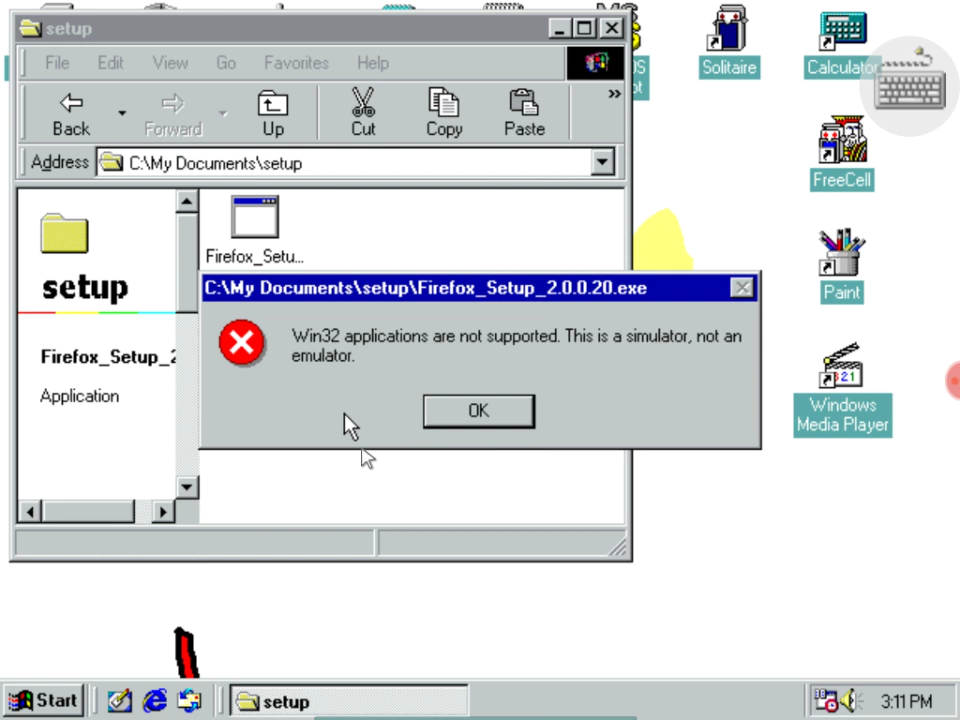 setup
File Edit View Go Favorites Help
Back Forward Up Cut Copy Paste »
Address C:\My Documents\setup
Solitaire
Calculator
FreeCell
Paint
321
Windows
Media Player
setup
Firefox_Setup_2
Application
Firefox_Setu...
C:\My Documents\setup\Firefox_Setup_2.0.0.20.exe
Win32 applications are not supported. This is a simulator, not an
emulator.
OK
Start setup 3:11 PM